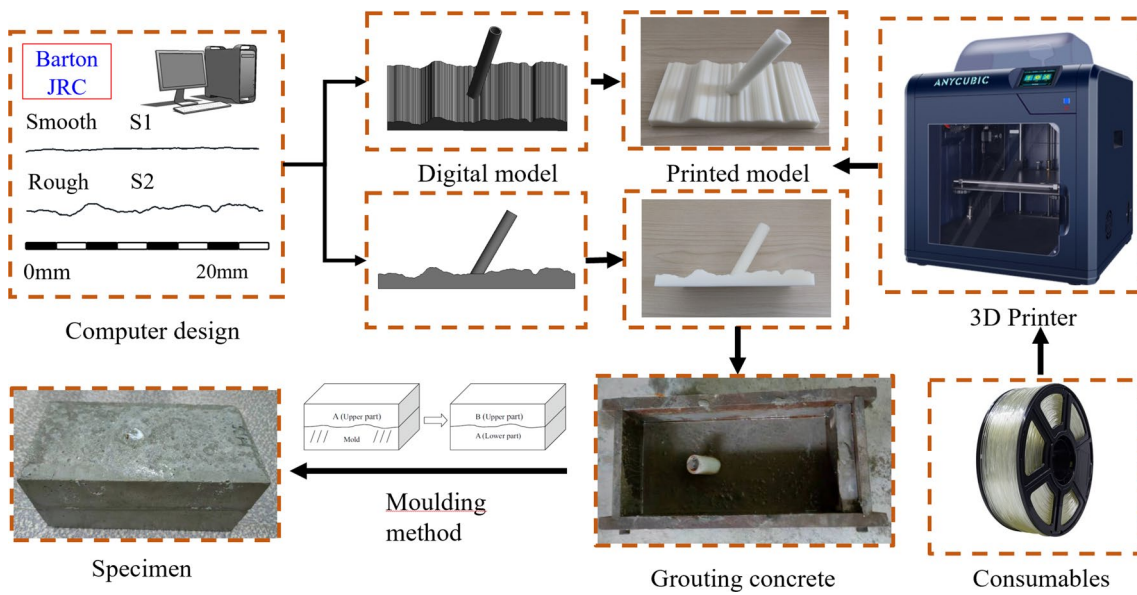 Barton
JRC
Smooth S1
Rough S2
0mm 20mm
Computer design
Digital model
Printed model
ANYCUBIC
3D Printer
Specimen
A (Upper part)
Mold
B (Upper part)
A (Lower part)
Moulding
method
Grouting concrete
Consumables